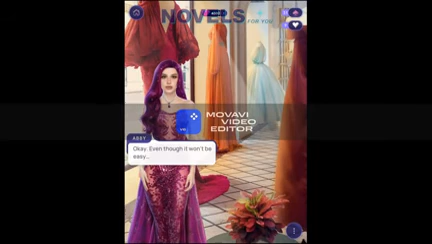 NOVELS
FOR YOU
MOVAVI
VIDEO
EDITOR
ABBY
Okay. Even though it won't be
easy...